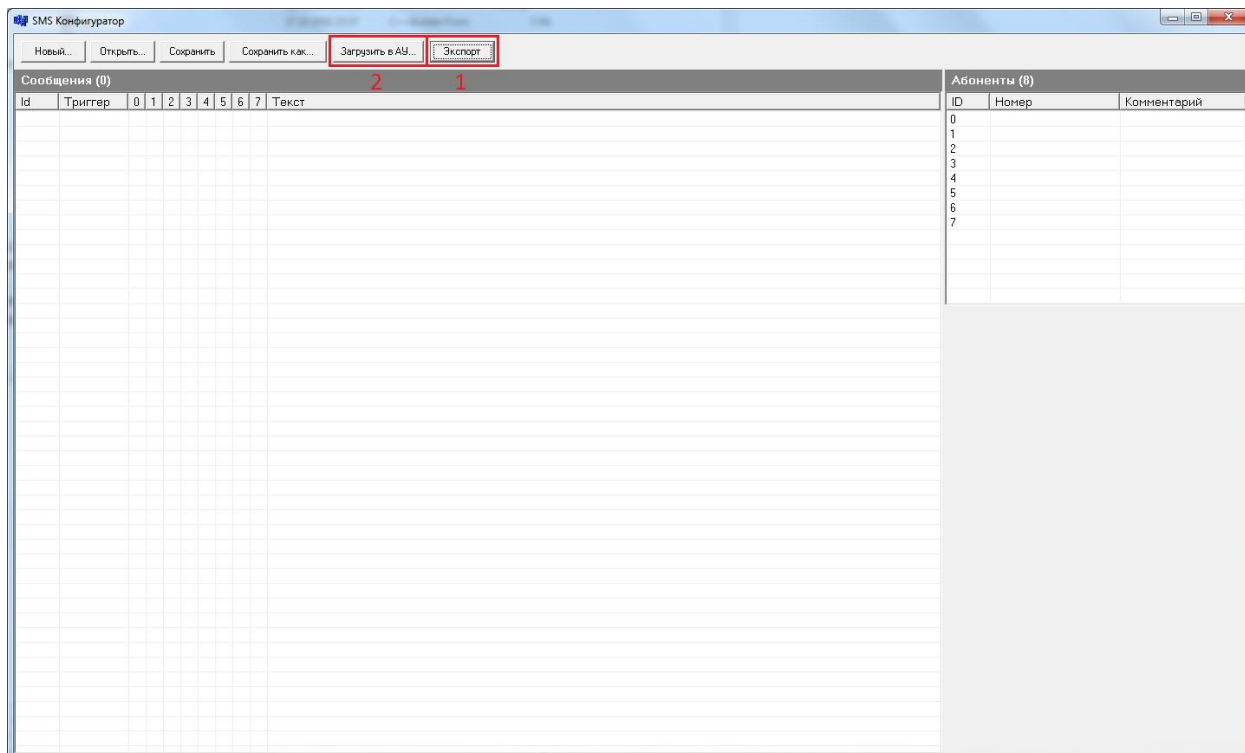 SMS Конфигуратор
Новый... Открыть... Сохранить Сохранить как... Загрузить в АУ... Экспорт
Сообщения (0) 2 1 Абоненты (8)
Id Триггер 0 1 2 3 4 5 6 7 Текст ID Номер Комментарий
0
1
2
3
4
5
6
7